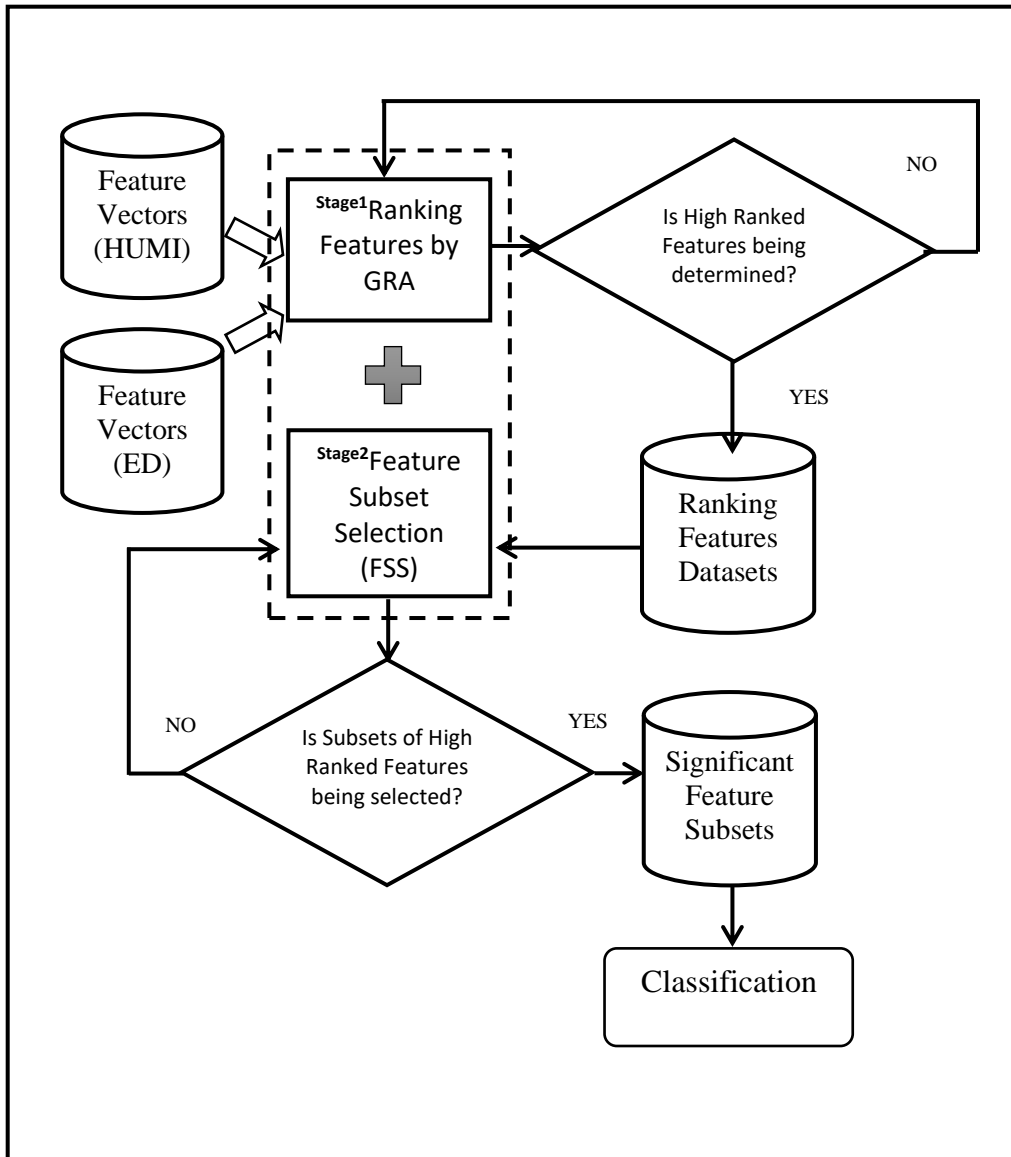 Feature
Vectors
(HUMI)
Stage1Ranking
Features by
GRA
Is High Ranked
Features being
determined?
NO
YES
Feature
Vectors
(ED)
Stage2Feature
Subset
Selection
(FSS)
Ranking
Features
Datasets
NO
Is Subsets of High
Ranked Features
being selected?
YES
Significant
Feature
Subsets
Classification